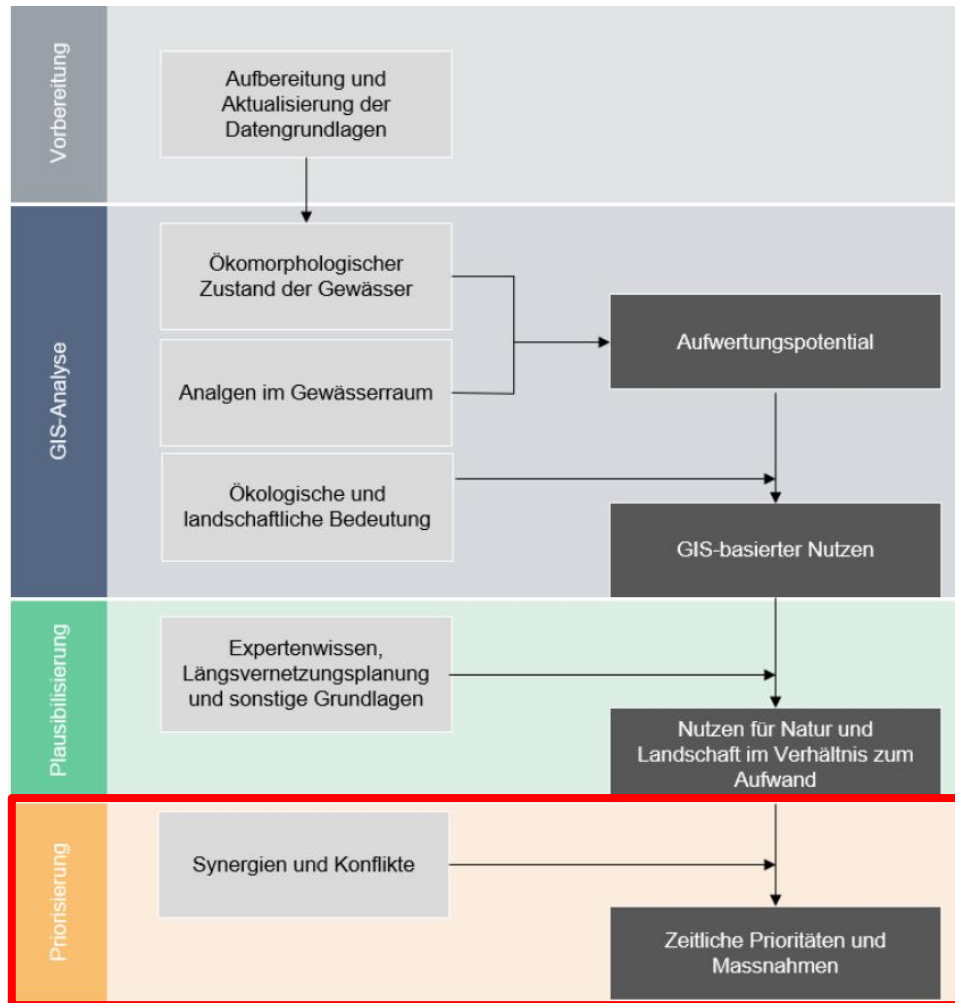 Vorbereitung
Aufbereitung und
Aktualisierung der
Datengrundlagen
GIS-Analyse
Ökomorphologischer
Zustand der Gewässer
Aufwertungspotential
Analgen im Gewässerraum
Ökologische und
landschaftliche Bedeutung
GIS-basierter Nutzen
Plausibilisierung
Expertenwissen,
Längsvernetzungsplanung
und sonstige Grundlagen
Nutzen für Natur und
Landschaft im Verhältnis zum
Aufwand
Priorisierung
Synergien und Konflikte
Zeitliche Prioritäten und
Massnahmen